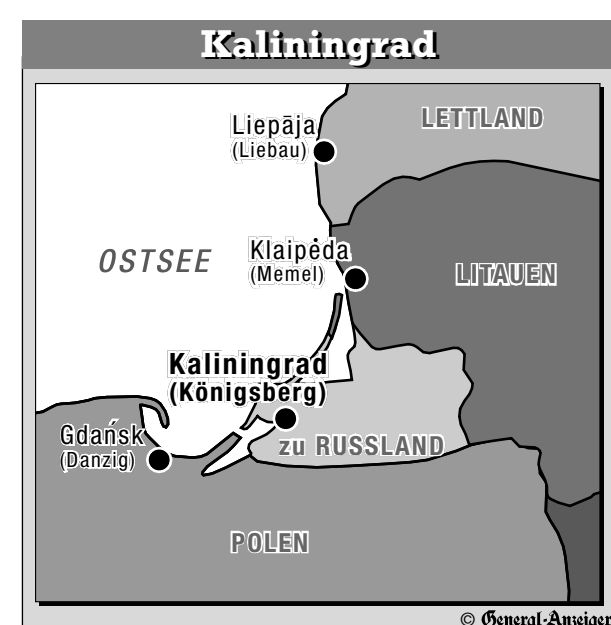 Kaliningrad
Liepāja
(Liebau)
LETTLAND
OSTSEE
Klaipėda
(Memel)
LITAUEN
Kaliningrad
(Königsberg)
Gdańsk
(Danzig)
zu RUSSLAND
POLEN
© General-Anzeiger